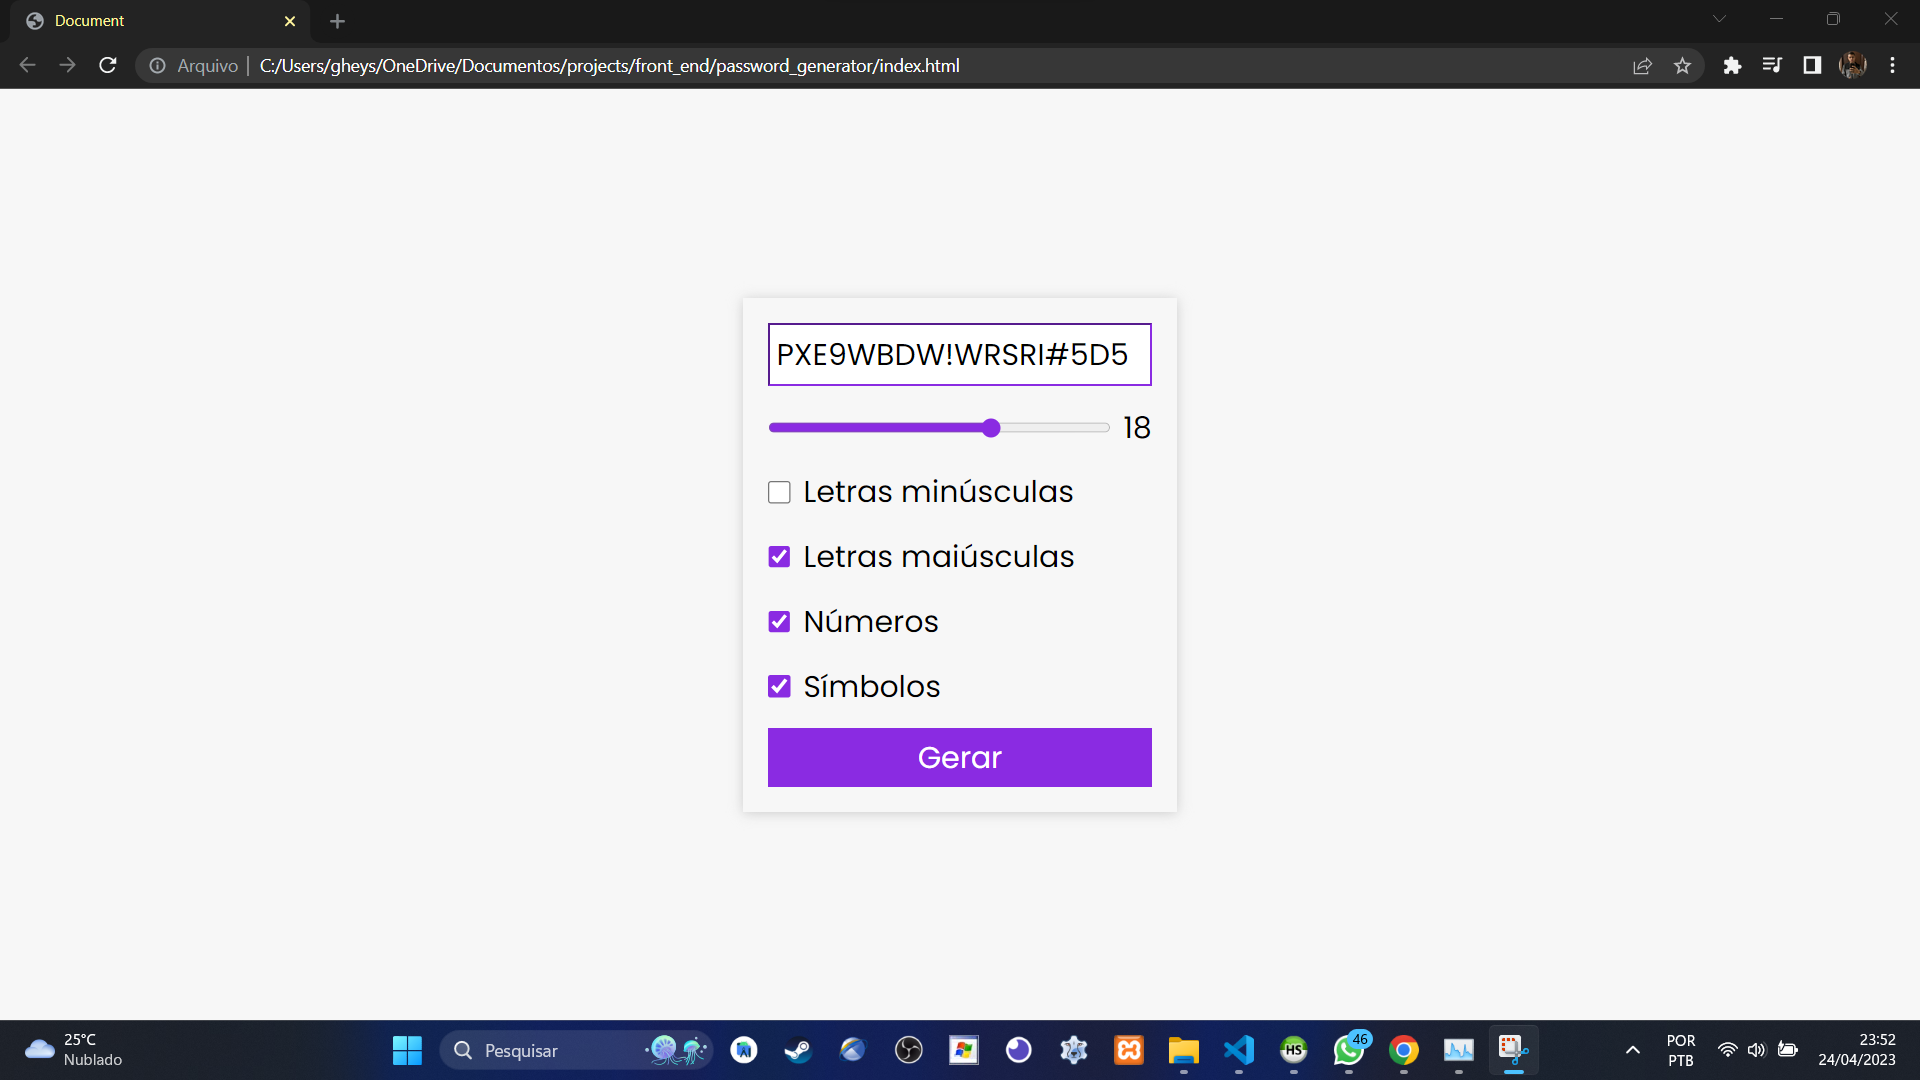 Document
Arquivo
C:/Users/gheys/OneDrive/Documentos/projects/front_end/password_generator/index.html
PXE9WBDW!WRSRI#5D5
18
Letras minúsculas
Letras maiúsculas
Números
Símbolos
Gerar
25°C
Nublado
Pesquisar
HS
46
POR
PTB
23:52
24/04/2023